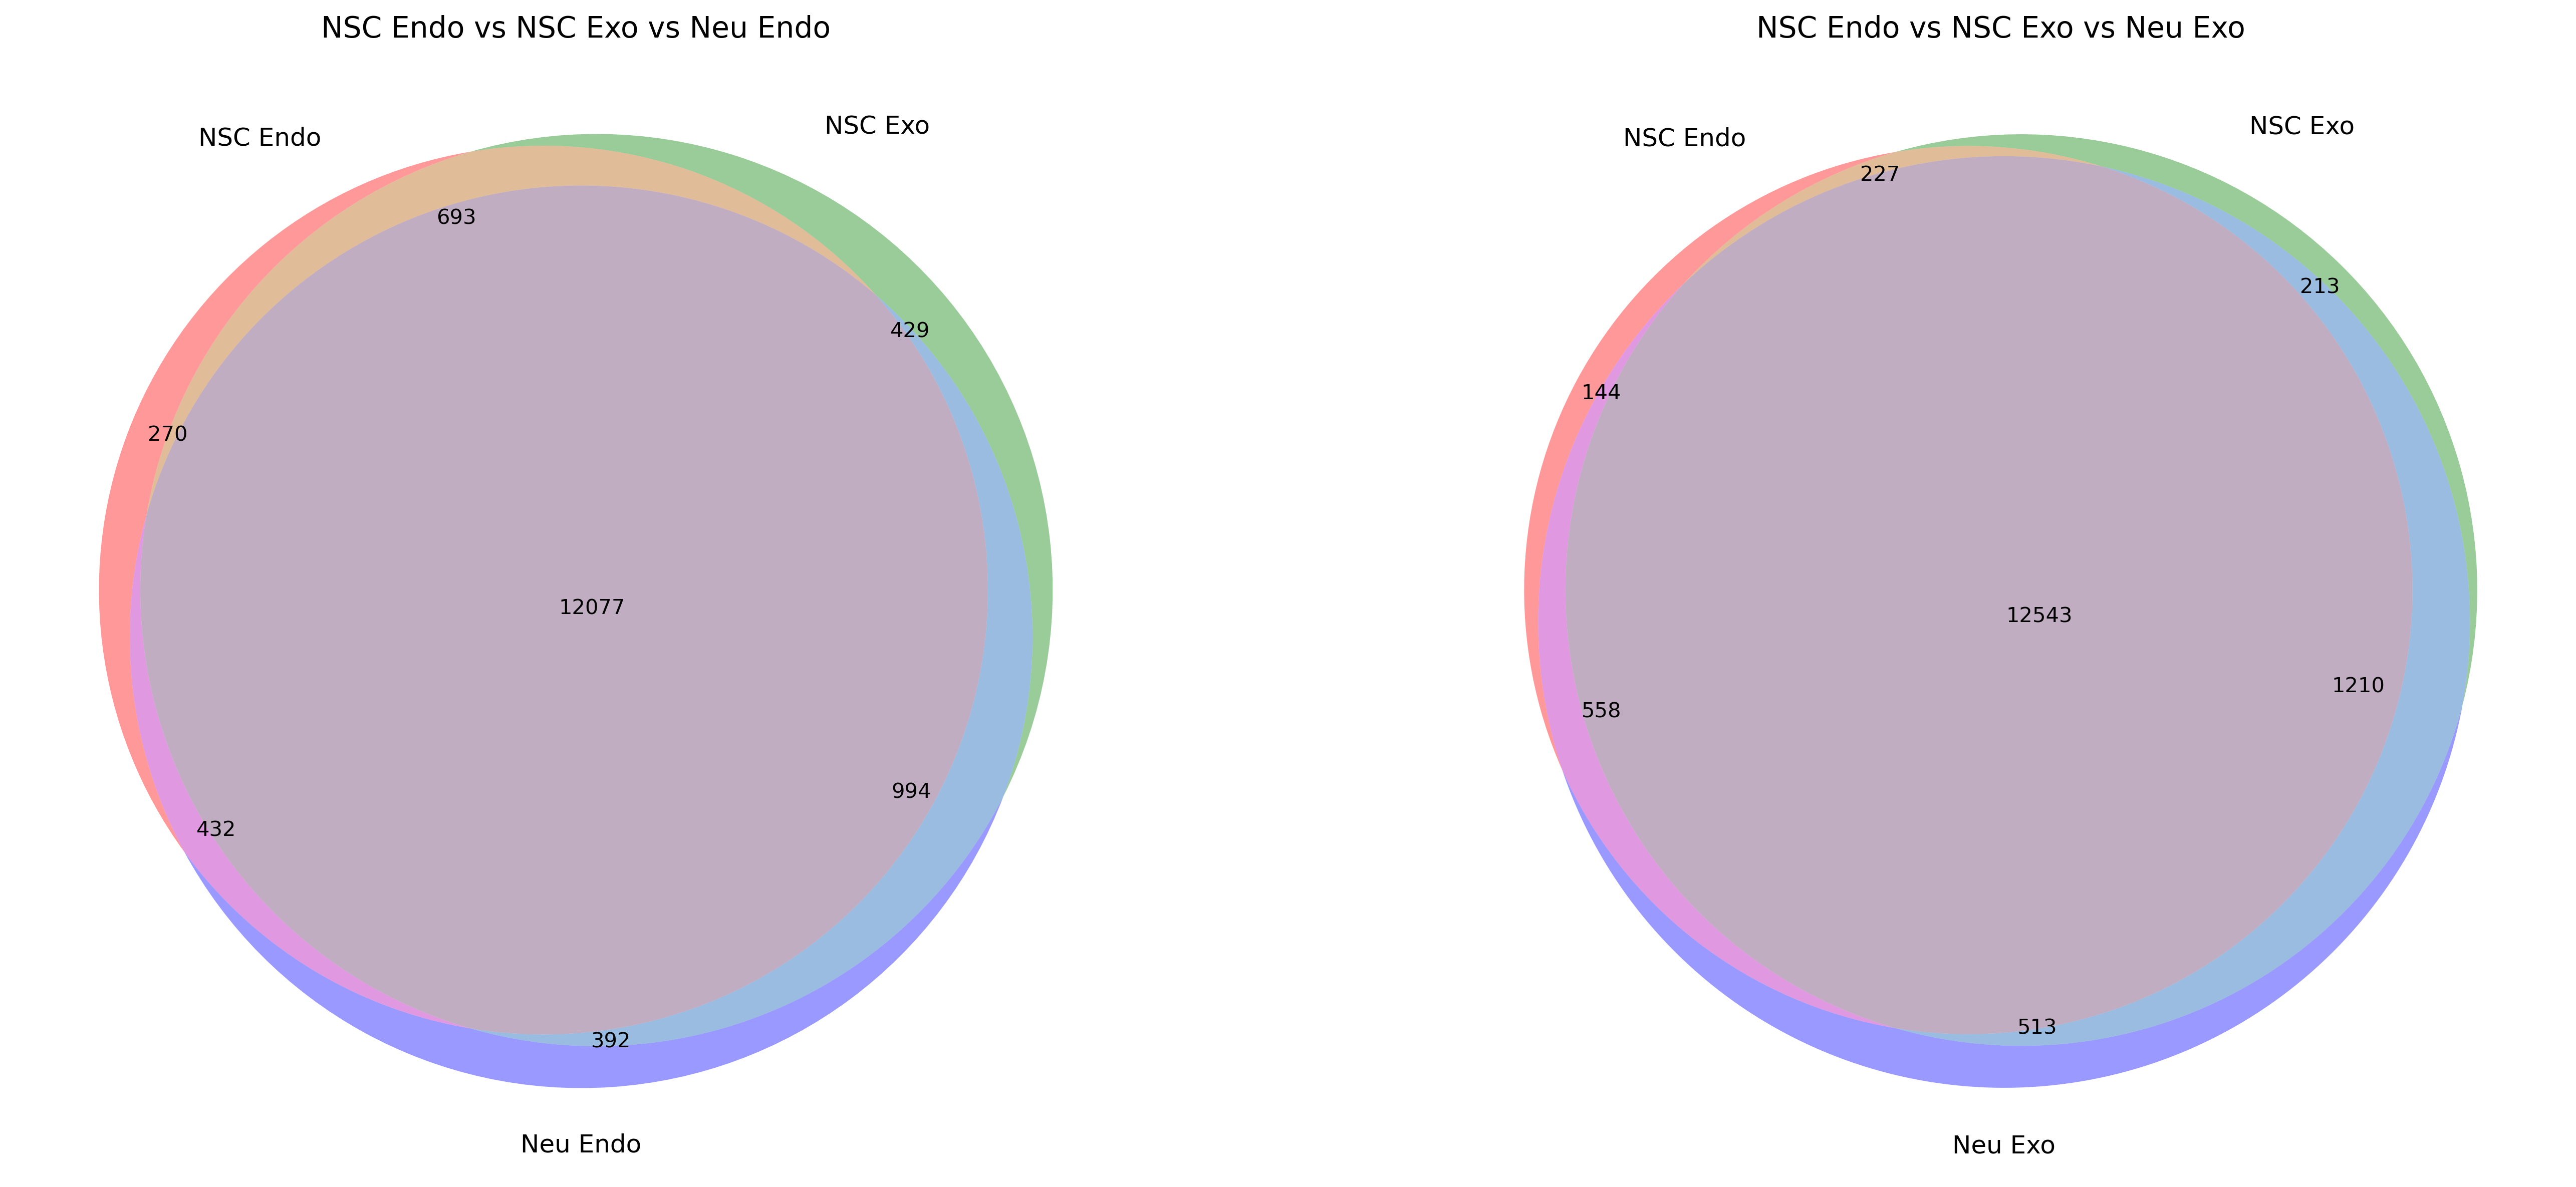 NSC Endo vs NSC Exo vs Neu Endo
NSC Endo
NSC Exo
693
429
270
12077
994
432
392
Neu Endo
NSC Endo vs NSC Exo vs Neu Exo
NSC Endo
NSC Exo
227
213
144
12543
1210
558
513
Neu Exo